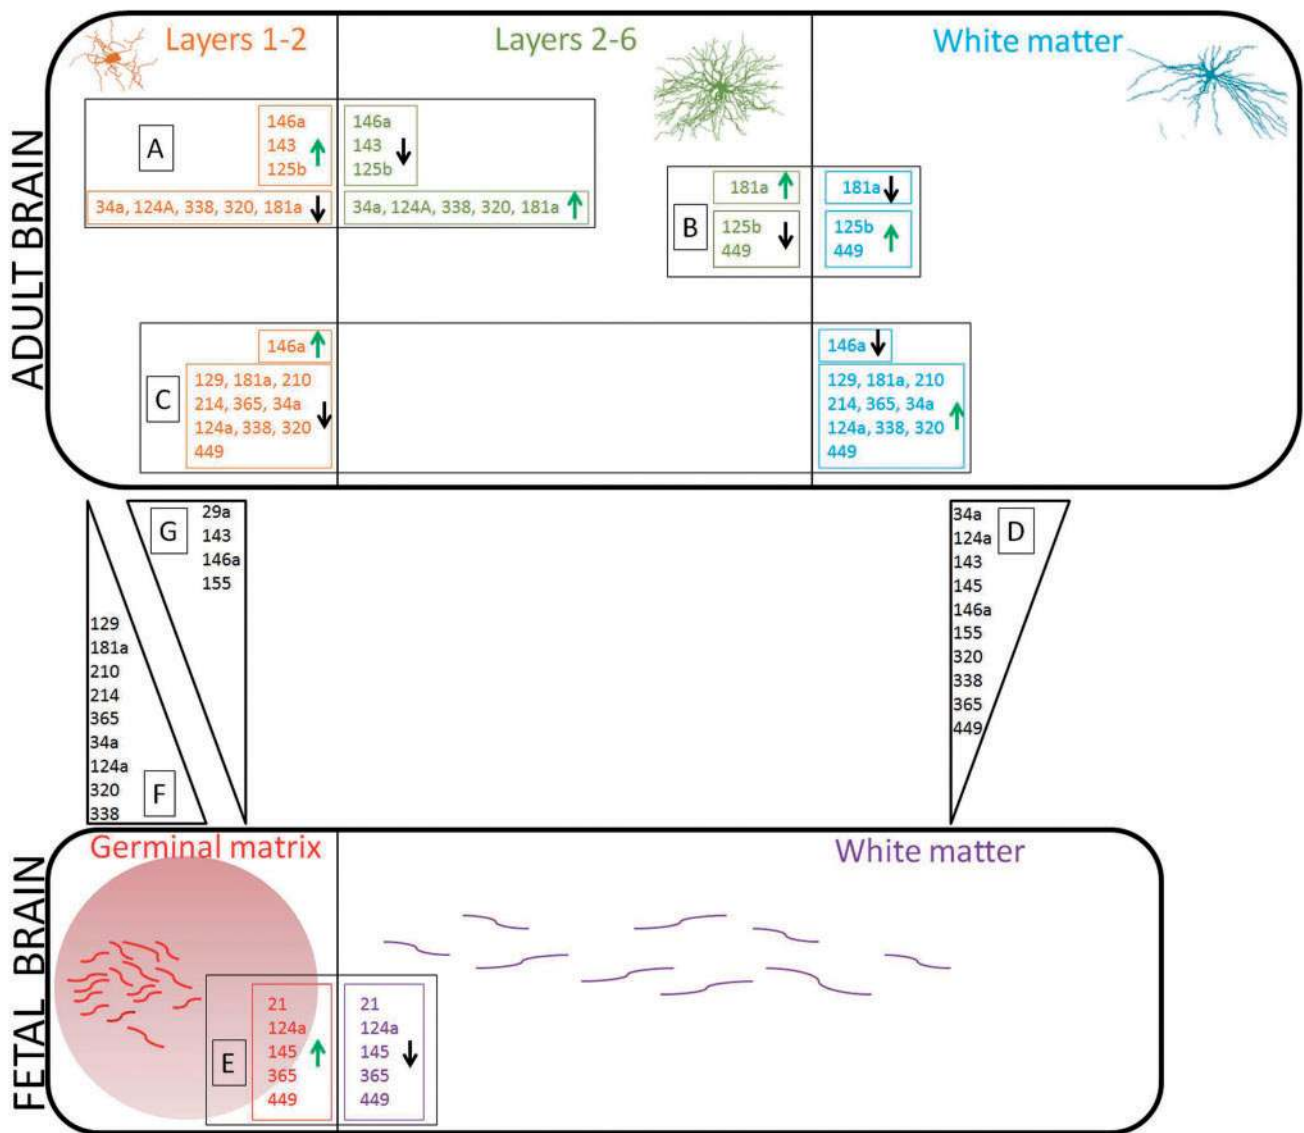 ADULT BRAIN
Layers 1-2
Layers 2-6
White matter
A
146a
143
125b
34a, 124A, 338, 320, 181a
146a
143
125b
34a, 124A, 338, 320, 181a
B
181a
125b
449
181a
125b
449
C
146a
129, 181a, 210
214, 365, 34a
124a, 338, 320
449
146a
129, 181a, 210
214, 365, 34a
124a, 338, 320
449
G
29a
143
146a
155
129
181a
210
214
365
34a
124a
320
338
F
34a
124a
143
145
146a
155
320
338
365
449
D
FETAL BRAIN
Germinal matrix
White matter
E
21
124a
145
365
449
21
124a
145
365
449